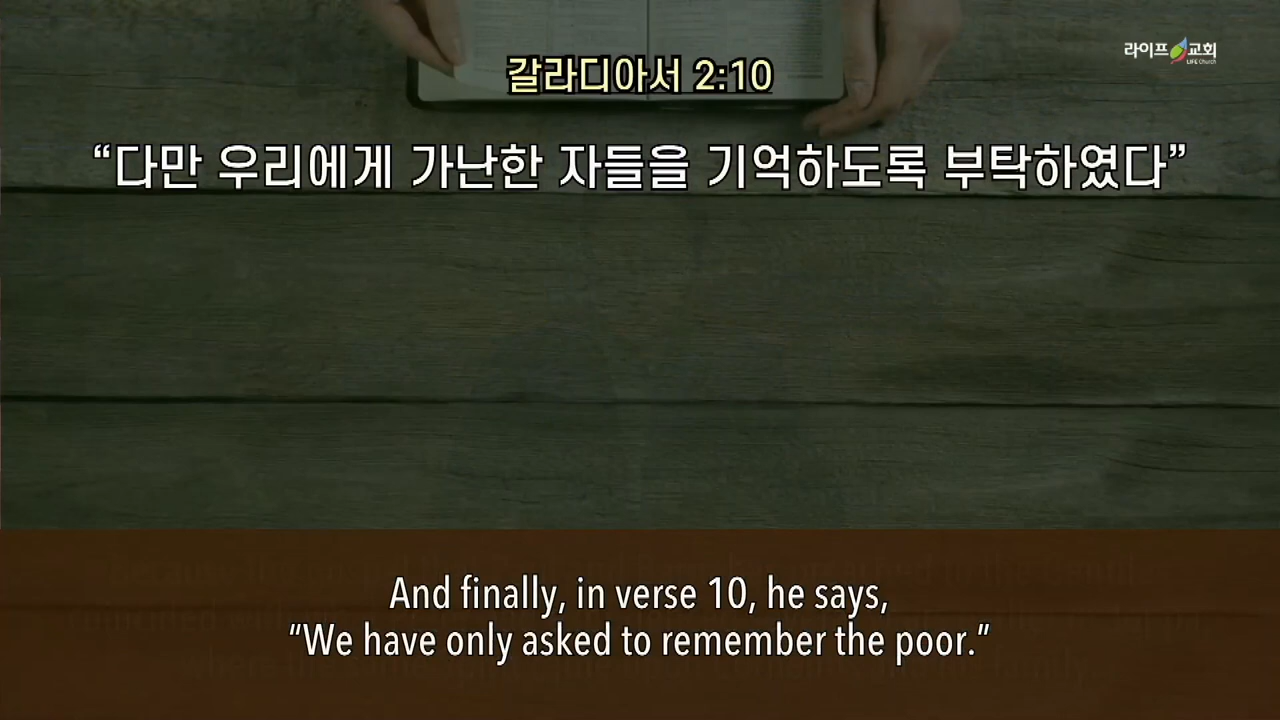 라이프 교회
LIFE Church
갈라디아서 2:10
“다만 우리에게 가난한 자들을 기억하도록 부탁하였다”
And finally, in verse 10, he says,
“We have only asked to remember the poor.”